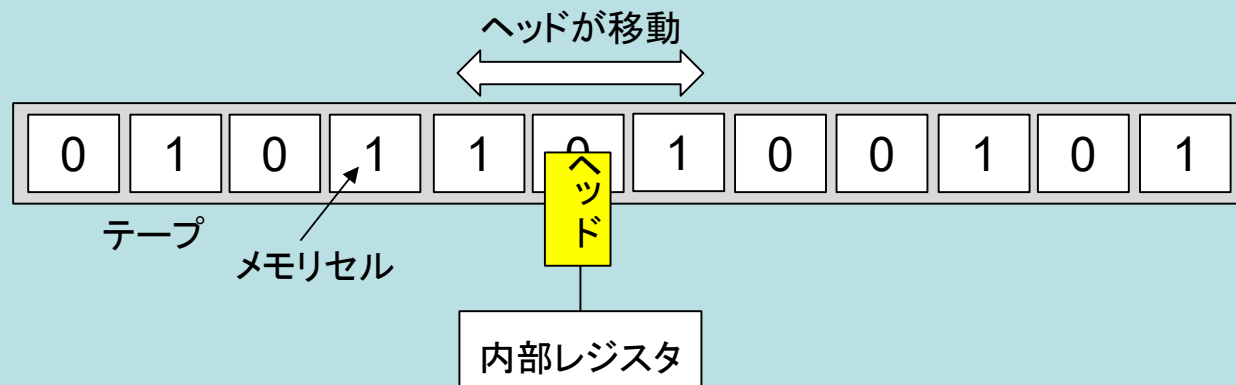 ヘッドが移動
0 1 0 1 1 0 1 0 0 1 0 1
ヘッド
テープ
メモリセル
内部レジスタ